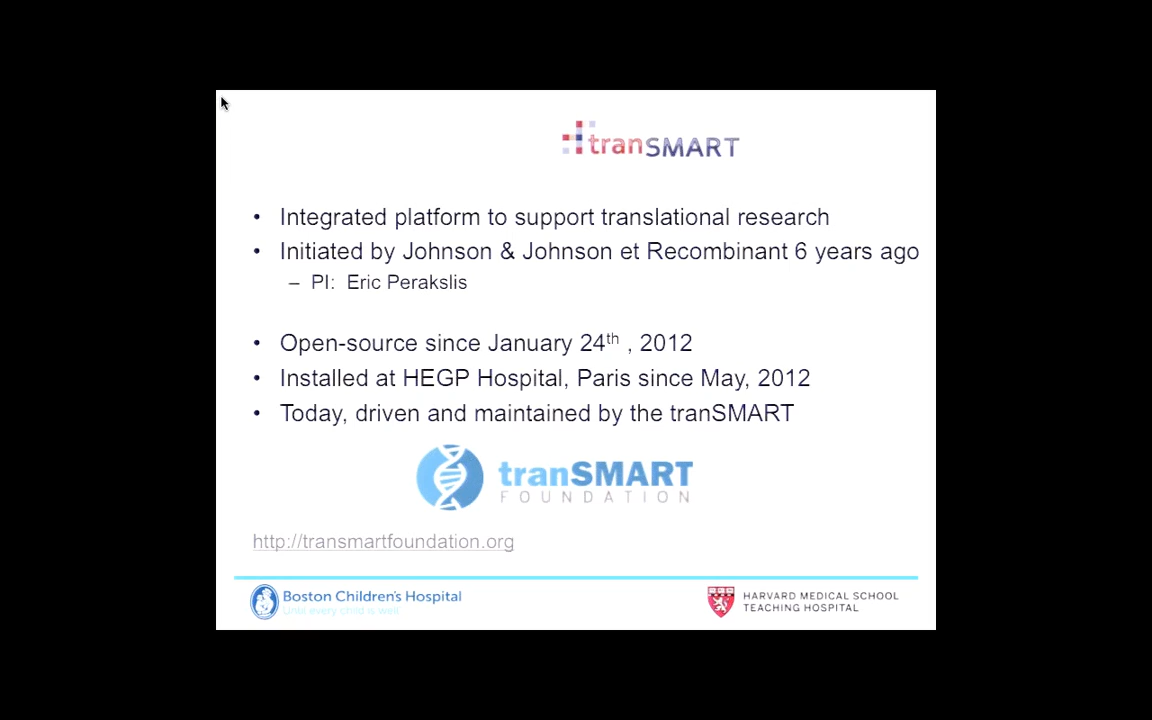 tranSMART
• Integrated platform to support translational research
• Initiated by Johnson & Johnson et Recombinant 6 years ago
– PI: Eric Perakslis
• Open-source since January 24th , 2012
• Installed at HEGP Hospital, Paris since May, 2012
• Today, driven and maintained by the tranSMART
tranSMART
FOUNDATION
http://transmartfoundation.org
Boston Children's Hospital
Until every child is well
HARVARD MEDICAL SCHOOL
TEACHING HOSPITAL